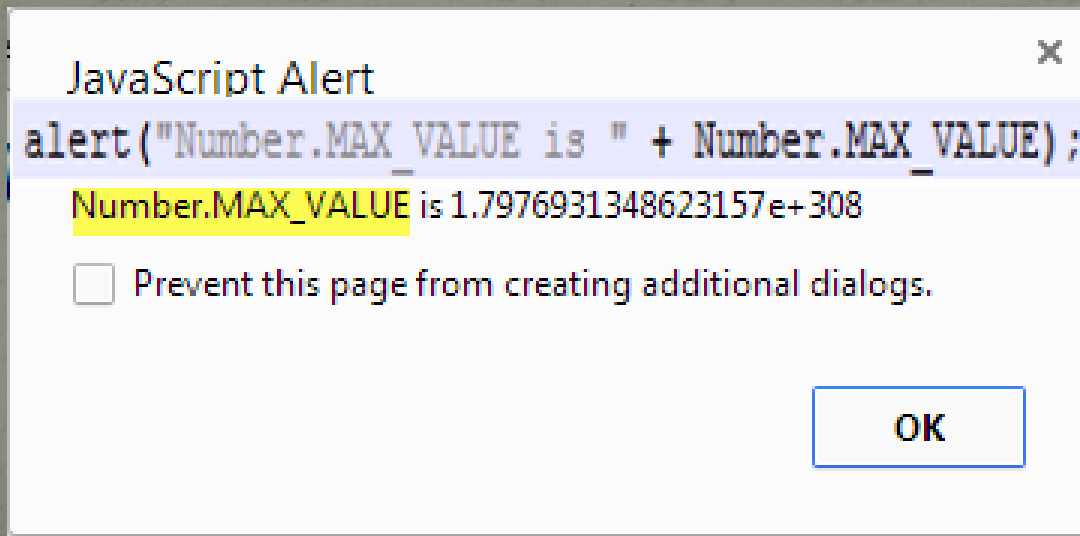 JavaScript Alert
alert("Number.MAX_VALUE is " + Number.MAX_VALUE);
Number.MAX_VALUE is 1.7976931348623157e+308
Prevent this page from creating additional dialogs.
OK